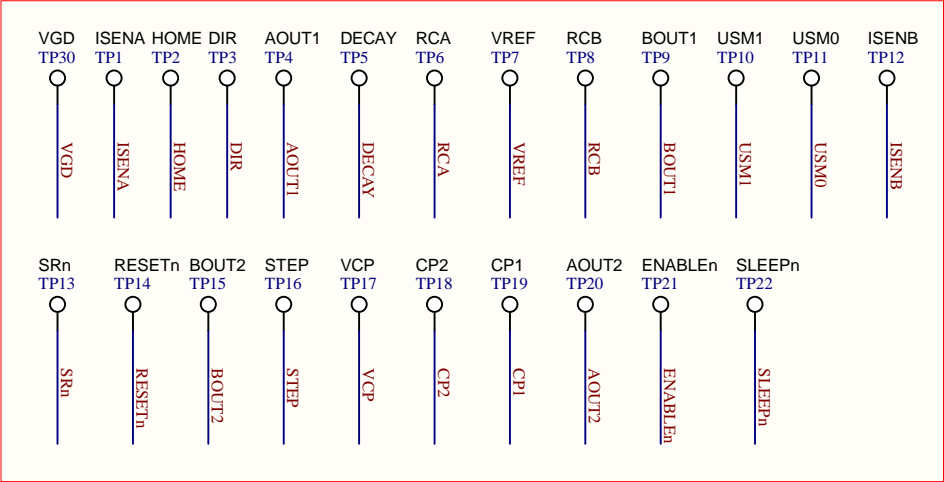 VGD ISENA HOME DIR AOUT1 DECAY RCA VREF RCB BOUT1 USM1 USM0 ISENB
TP30 TP1 TP2 TP3 TP4 TP5 TP6 TP7 TP8 TP9 TP10 TP11 TP12
VGD ISENA HOME DIR AOUT1 DECAY RCA VREF RCB BOUT1 USM1 USM0 ISENB
SRn RESETn BOUT2 STEP VCP CP2 CP1 AOUT2 ENABLEn SLEEPn
TP13 TP14 TP15 TP16 TP17 TP18 TP19 TP20 TP21 TP22
SRn RESETn BOUT2 STEP VCP CP2 CP1 AOUT2 ENABLEn SLEEPn